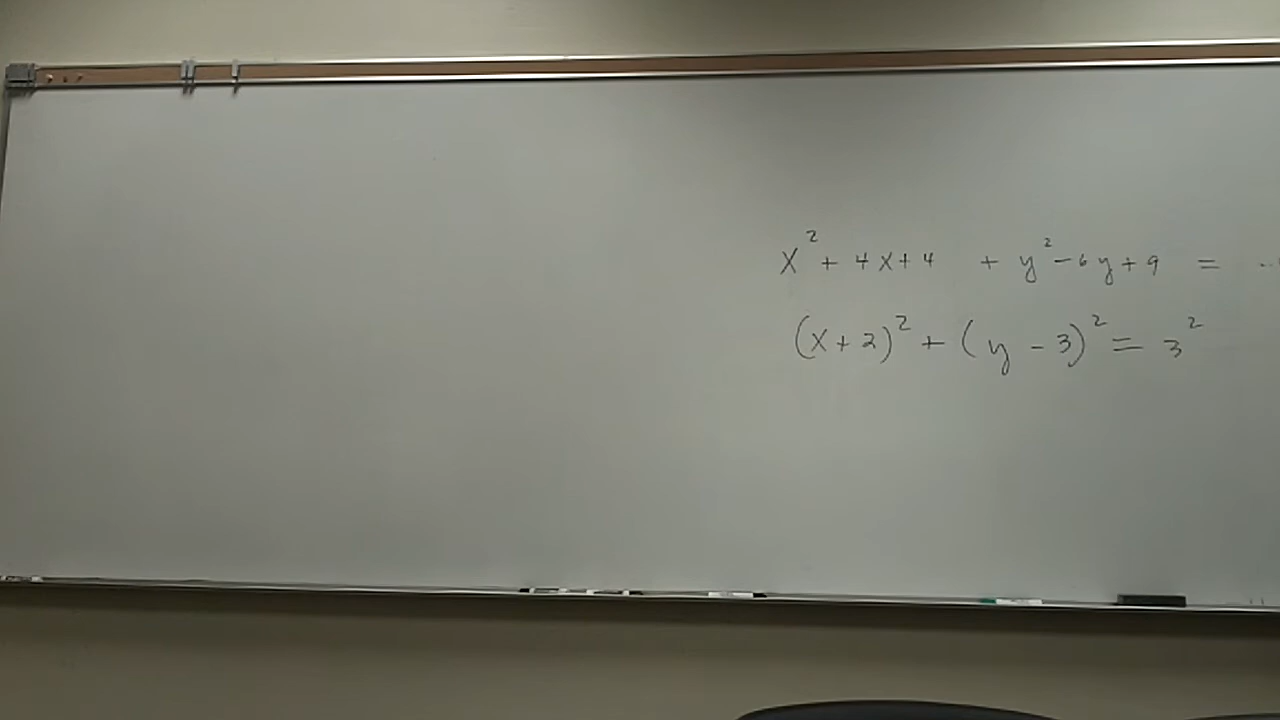 x² + 4x + 4 + y² - 6y + 9 = -
(x + 2)² + (y - 3)² = 3²